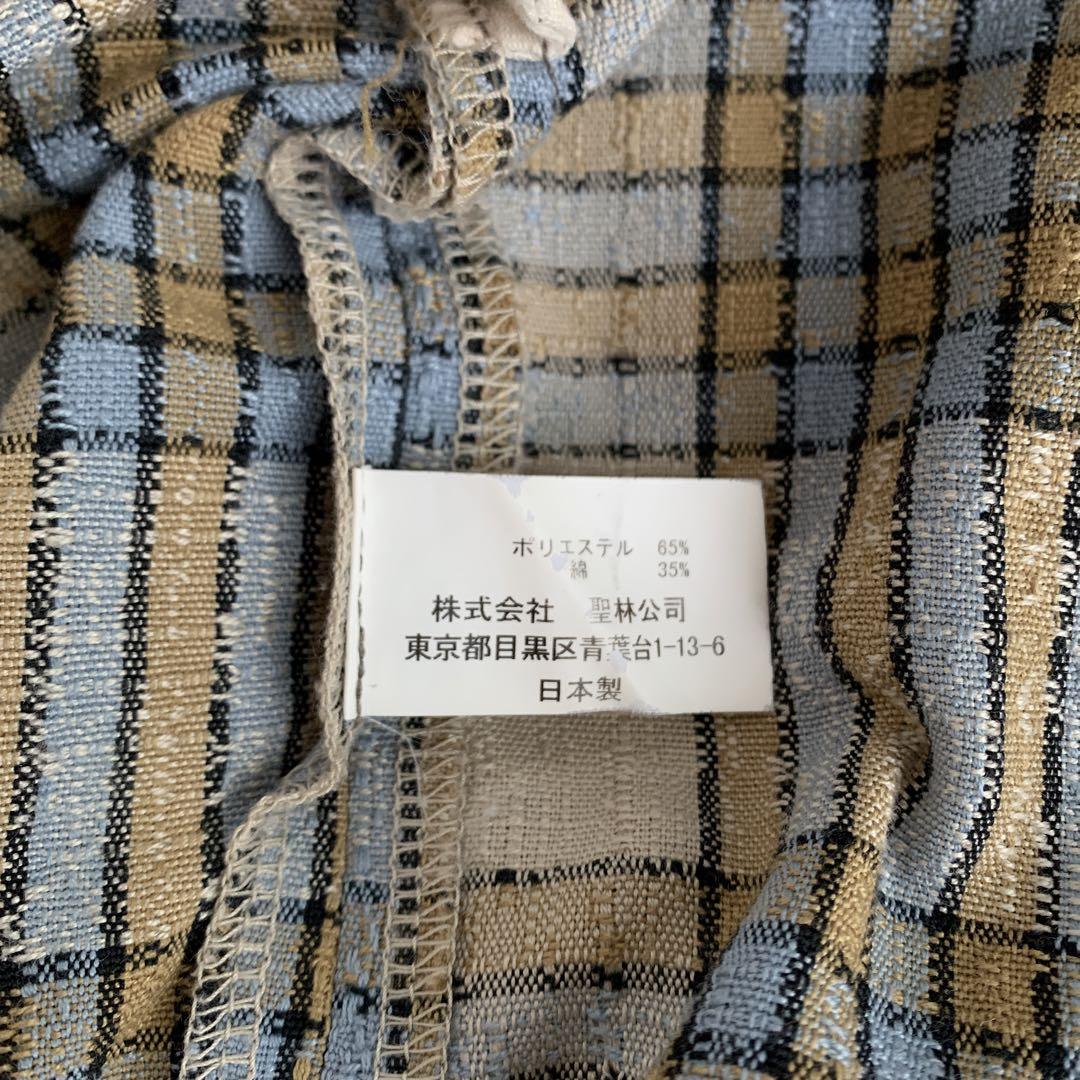 ポリエステル 65%
綿 35%
株式会社 聖林公司
東京都目黒区青葉台1-13-6
日本製